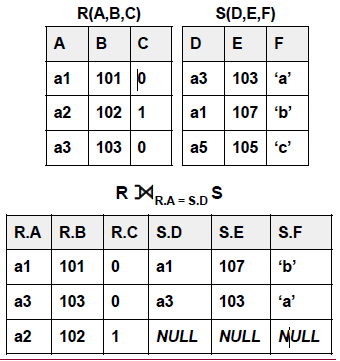 R(A,B,C) S(D,E,F)
A B C D E F
a1 101 0 a3 103 ‘a’
a2 102 1 a1 107 ‘b’
a3 103 0 a5 105 ‘c’
R ⟕ R.A = S.D S
R.A R.B R.C S.D S.E S.F
a1 101 0 a1 107 ‘b’
a3 103 0 a3 103 ‘a’
a2 102 1 NULL NULL NULL